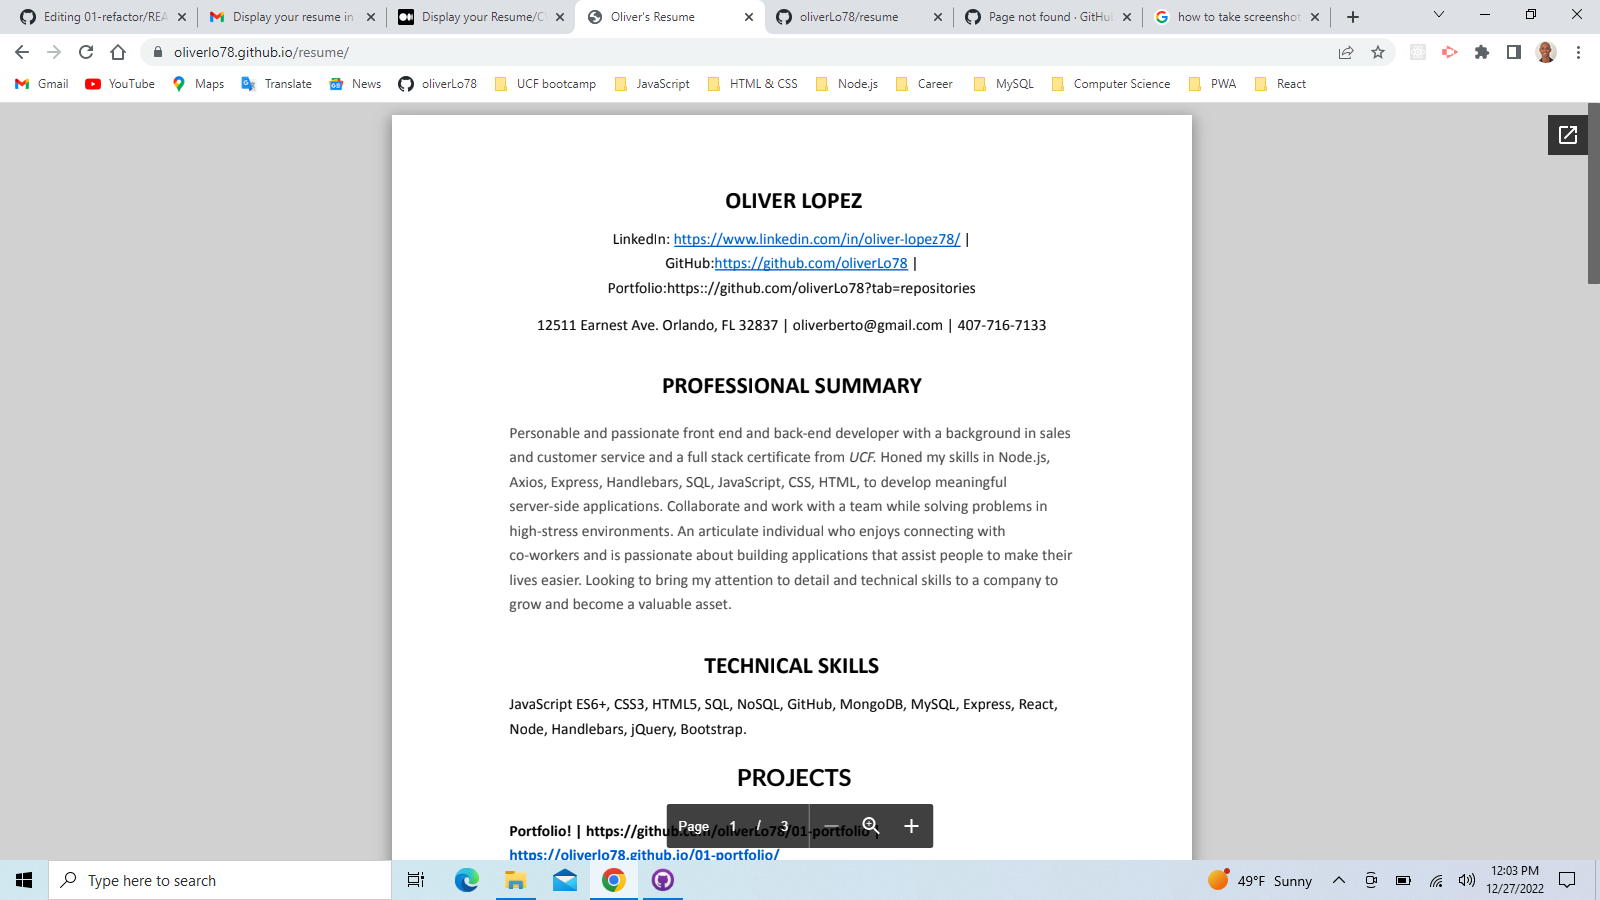 Editing 01-refactor/REA
Display your resume in
Display your Resume/C
Oliver's Resume
oliverLo78/resume
Page not found · GitHu
how to take screenshot
oliverlo78.github.io/resume/
Gmail YouTube Maps Translate News oliverLo78 UCF bootcamp JavaScript HTML & CSS Node.js Career MySQL Computer Science PWA React
OLIVER LOPEZ
LinkedIn: https://www.linkedin.com/in/oliver-lopez78/ |
GitHub:https://github.com/oliverLo78 |
Portfolio:https:://github.com/oliverLo78?tab=repositories
12511 Earnest Ave. Orlando, FL 32837 | oliverberto@gmail.com | 407-716-7133
PROFESSIONAL SUMMARY
Personable and passionate front end and back-end developer with a background in sales
and customer service and a full stack certificate from UCF. Honed my skills in Node.js,
Axios, Express, Handlebars, SQL, JavaScript, CSS, HTML, to develop meaningful
server-side applications. Collaborate and work with a team while solving problems in
high-stress environments. An articulate individual who enjoys connecting with
co-workers and is passionate about building applications that assist people to make their
lives easier. Looking to bring my attention to detail and technical skills to a company to
grow and become a valuable asset.
TECHNICAL SKILLS
JavaScript ES6+, CSS3, HTML5, SQL, NoSQL, GitHub, MongoDB, MySQL, Express, React,
Node, Handlebars, jQuery, Bootstrap.
PROJECTS
Portfolio! | https://github.com/oliverLo78/01-portfolio |
Page 1 / 3
https://oliverlo78.github.io/01-portfolio/
Type here to search
49°F Sunny
12:03 PM
12/27/2022